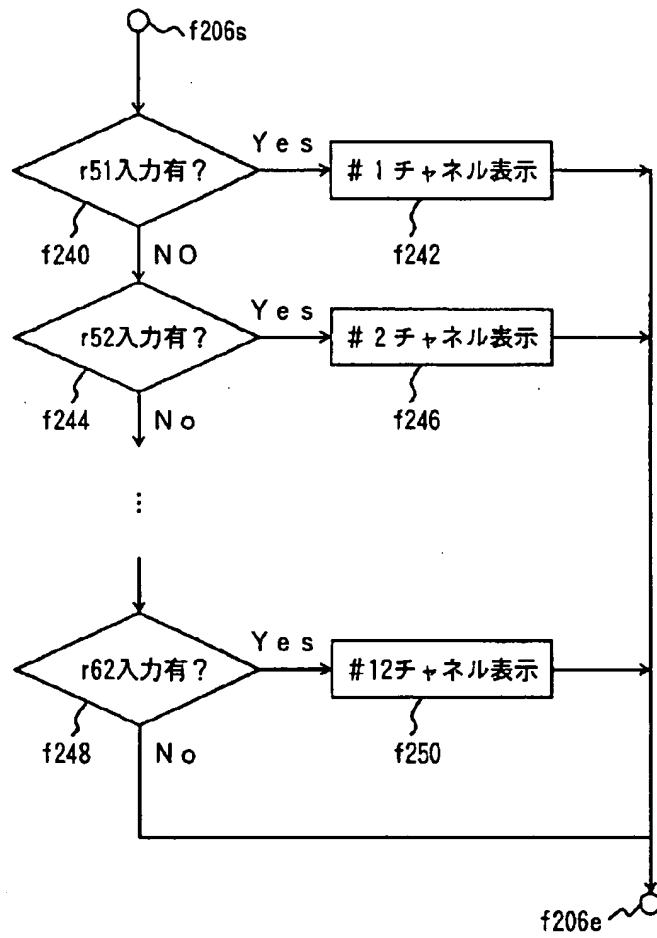 f206s
r51入力有？
Yes
#1チャネル表示
f240
NO
f242
r52入力有？
Yes
#2チャネル表示
f244
No
f246
⋮
r62入力有？
Yes
#12チャネル表示
f248
No
f250
f206e